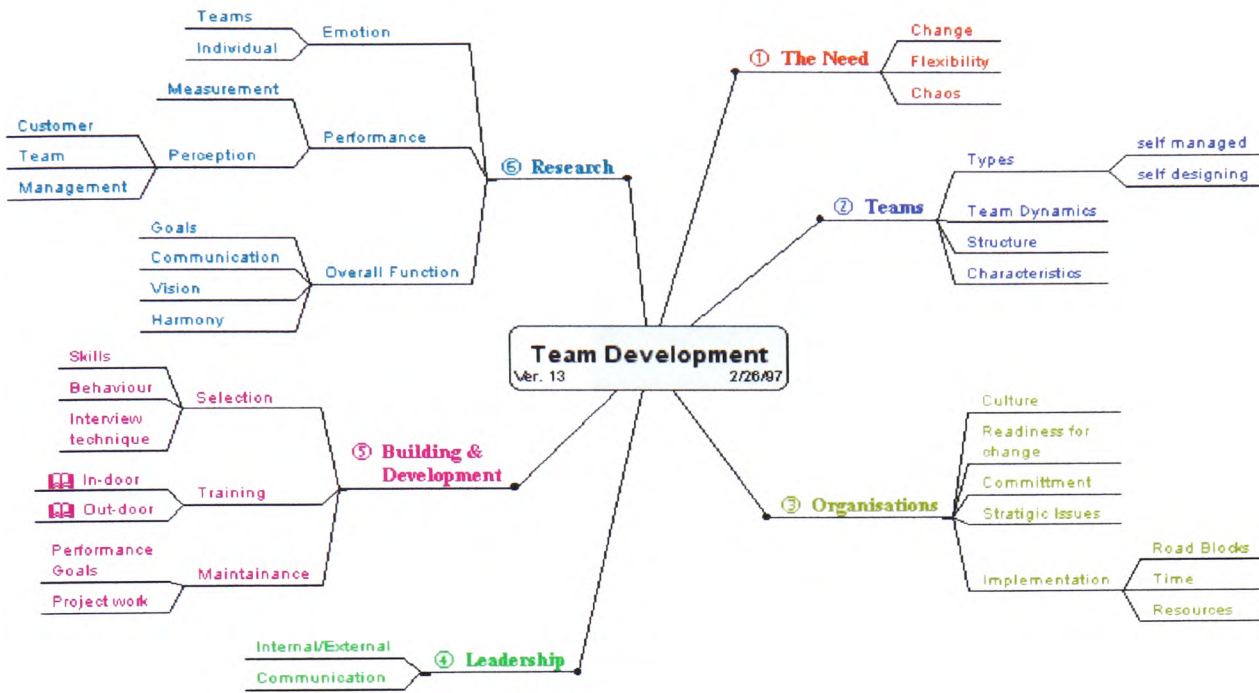 Team Development
Ver. 13 2/26/97
① The Need
Change
Flexibility
Chaos
② Teams
Types
self managed
self designing
Team Dynamics
Structure
Characteristics
③ Organisations
Culture
Readiness for
change
Committment
Stratigic Issues
Implementation
Road Blocks
Time
Resources
④ Leadership
Internal/External
Communication
⑤ Building &
Development
Selection
Skills
Behaviour
Interview
technique
Training
In-door
Out-door
Maintainance
Performance
Goals
Project work
⑥ Research
Emotion
Teams
Individual
Performance
Measurement
Perception
Customer
Team
Management
Overall Function
Goals
Communication
Vision
Harmony